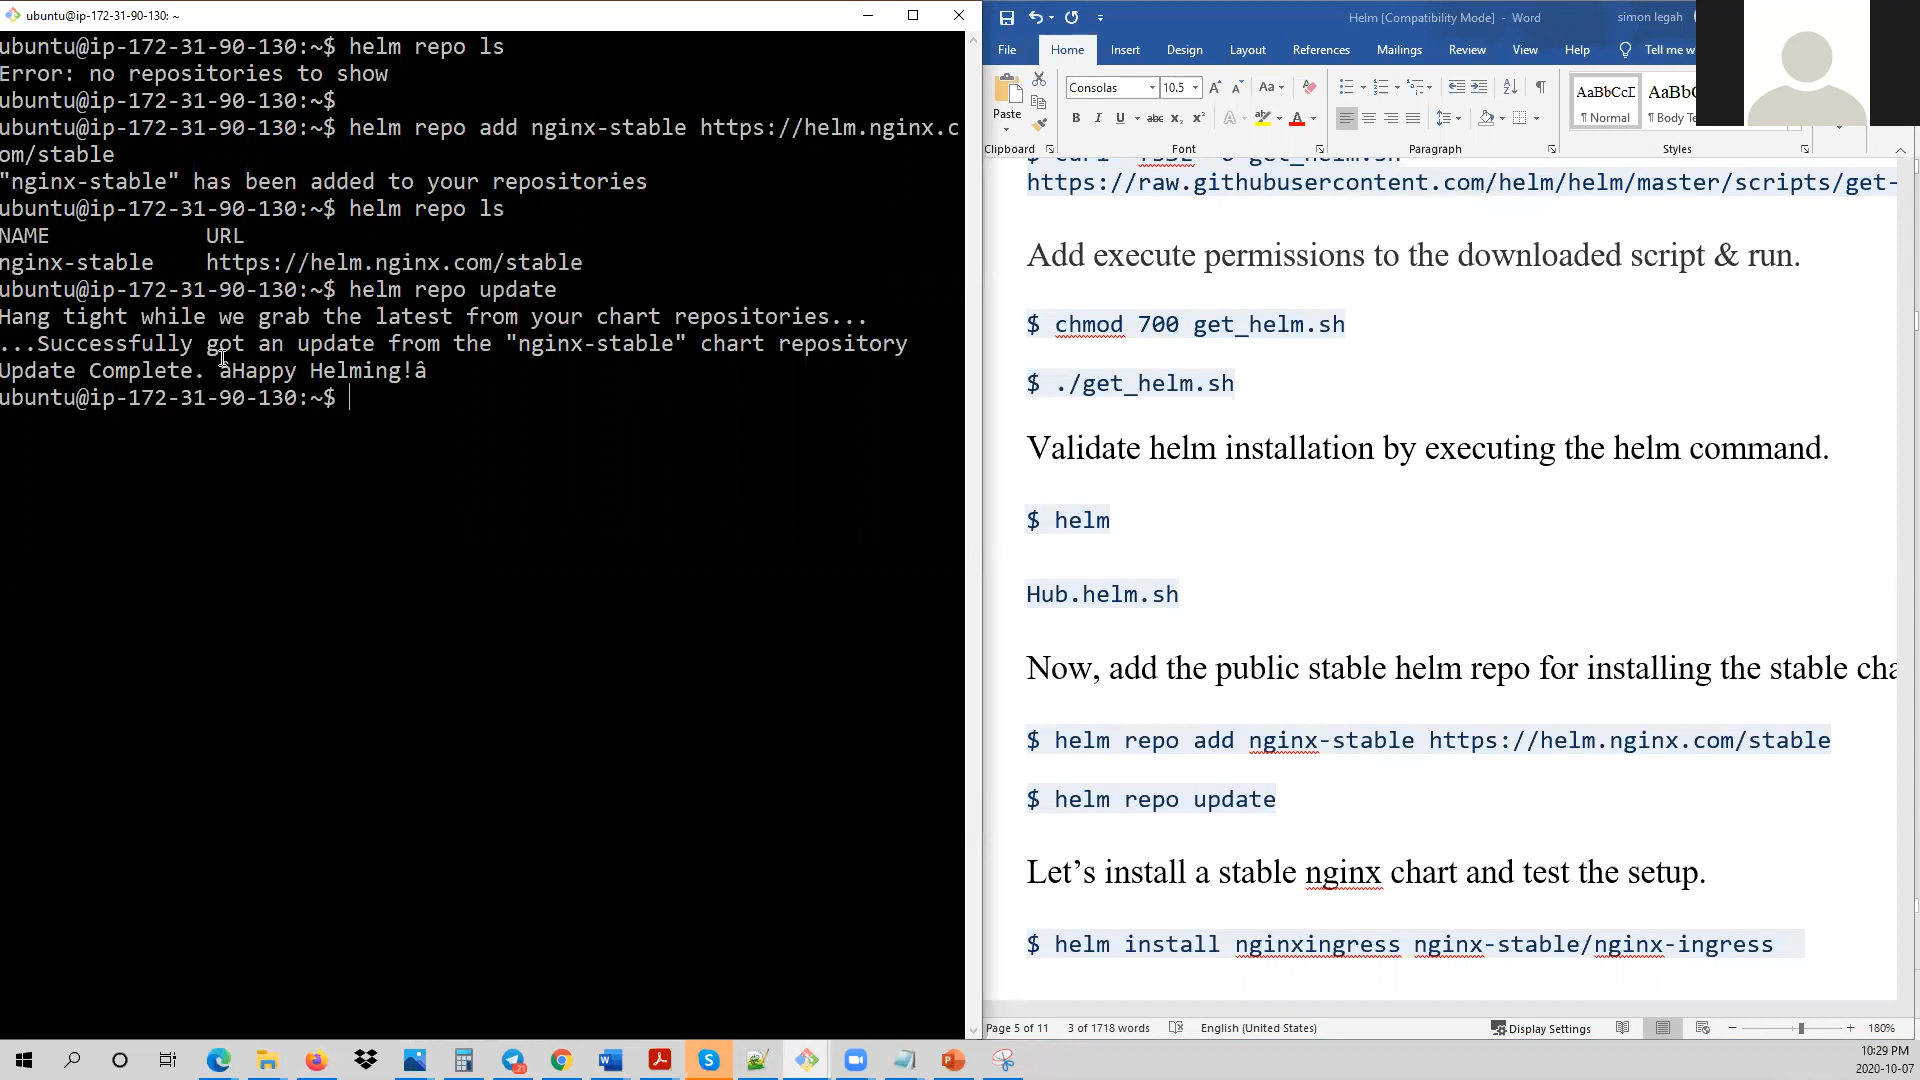 ubuntu@ip-172-31-90-130: ~
ubuntu@ip-172-31-90-130:~$ helm repo ls
Error: no repositories to show
ubuntu@ip-172-31-90-130:~$
ubuntu@ip-172-31-90-130:~$ helm repo add nginx-stable https://helm.nginx.c
om/stable
"nginx-stable" has been added to your repositories
ubuntu@ip-172-31-90-130:~$ helm repo ls
NAME URL
nginx-stable https://helm.nginx.com/stable
ubuntu@ip-172-31-90-130:~$ helm repo update
Hang tight while we grab the latest from your chart repositories...
...Successfully got an update from the "nginx-stable" chart repository
Update Complete. âHappy Helming!â
ubuntu@ip-172-31-90-130:~$
Helm [Compatibility Mode] - Word
simon legah
File Home Insert Design Layout References Mailings Review View Help Tell me w
Paste
Consolas 10.5
AaBbCcD AaBbC
¶ Normal ¶ Body Te
Clipboard Font Paragraph Styles
https://raw.githubusercontent.com/helm/helm/master/scripts/get-
Add execute permissions to the downloaded script & run.
$ chmod 700 get_helm.sh
$ ./get_helm.sh
Validate helm installation by executing the helm command.
$ helm
Hub.helm.sh
Now, add the public stable helm repo for installing the stable cha
$ helm repo add nginx-stable https://helm.nginx.com/stable
$ helm repo update
Let’s install a stable nginx chart and test the setup.
$ helm install nginxingress nginx-stable/nginx-ingress
Page 5 of 11 3 of 1718 words English (United States) Display Settings 180%
10:29 PM
2020-10-07